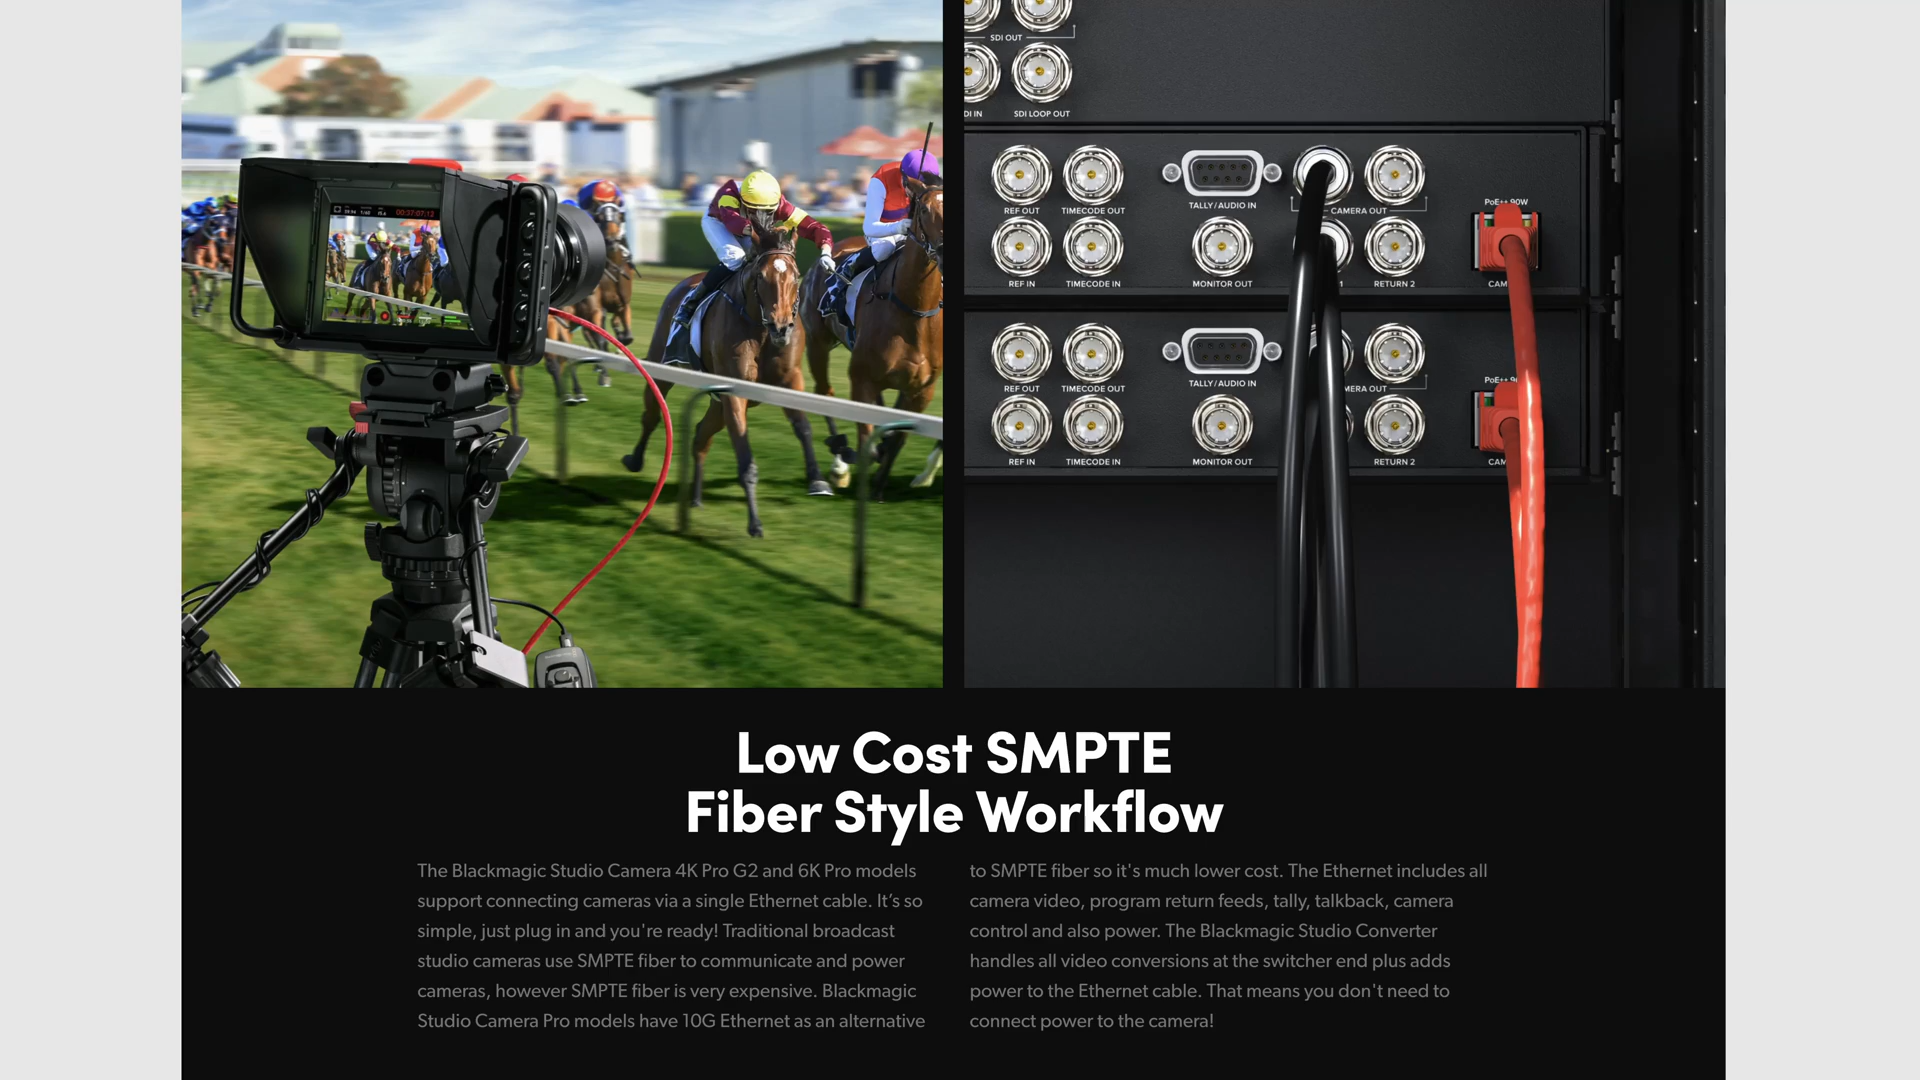 00:37:07:12
SDI OUT
DI IN
SDI LOOP OUT
REF OUT
TIMECODE OUT
TALLY/AUDIO IN
CAMERA OUT
PoE++ 90W
REF IN
TIMECODE IN
MONITOR OUT
1
RETURN 2
CAM
REF OUT
TIMECODE OUT
TALLY/AUDIO IN
MERA OUT
PoE++ 9
REF IN
TIMECODE IN
MONITOR OUT
RETURN 2
CAM
Low Cost SMPTE
Fiber Style Workflow
The Blackmagic Studio Camera 4K Pro G2 and 6K Pro models
support connecting cameras via a single Ethernet cable. It’s so
simple, just plug in and you're ready! Traditional broadcast
studio cameras use SMPTE fiber to communicate and power
cameras, however SMPTE fiber is very expensive. Blackmagic
Studio Camera Pro models have 10G Ethernet as an alternative
to SMPTE fiber so it's much lower cost. The Ethernet includes all
camera video, program return feeds, tally, talkback, camera
control and also power. The Blackmagic Studio Converter
handles all video conversions at the switcher end plus adds
power to the Ethernet cable. That means you don't need to
connect power to the camera!